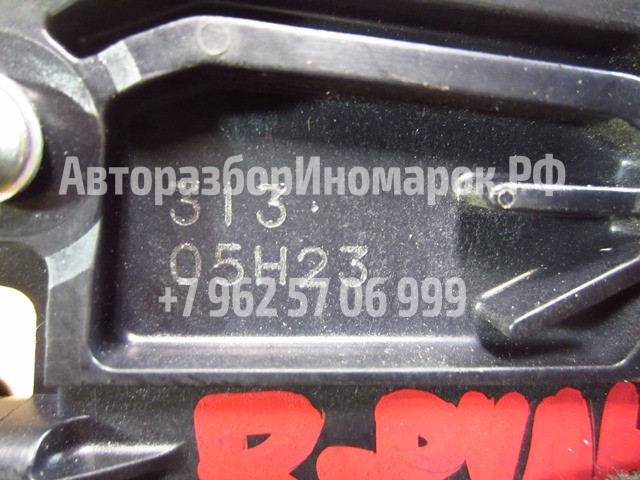 АвторазборИномарок.РФ
313
05H23
+7 962 57 06 999